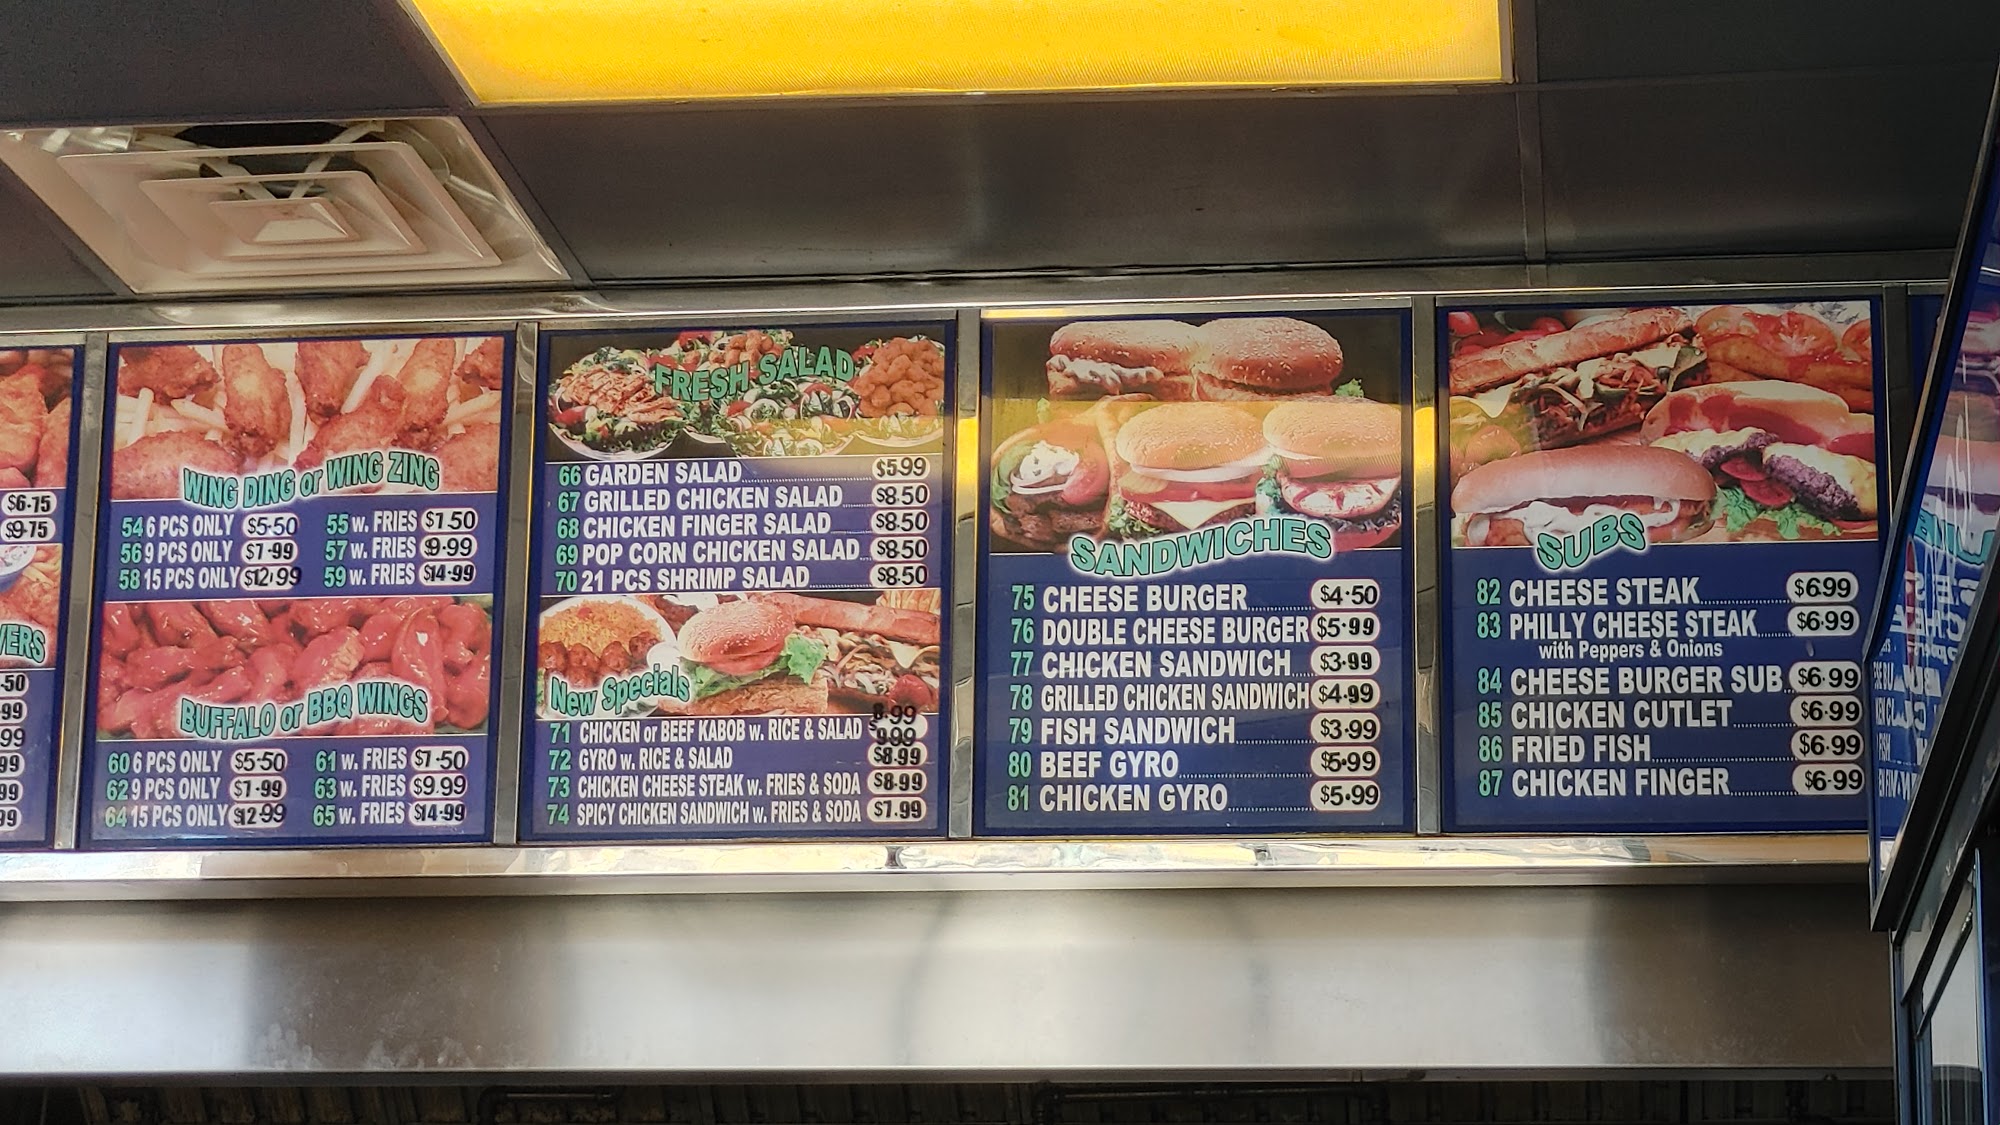 $6.75
$9.75
WING DING or WING ZING
54 6 PCS ONLY $5.50 55 w. FRIES $7.50
56 9 PCS ONLY $7.99 57 w. FRIES $9.99
58 15 PCS ONLY $12.99 59 w. FRIES $14.99
BUFFALO or BBQ WINGS
60 6 PCS ONLY $5.50 61 w. FRIES $7.50
62 9 PCS ONLY $7.99 63 w. FRIES $9.99
64 15 PCS ONLY $12.99 65 w. FRIES $14.99
FRESH SALAD
66 GARDEN SALAD $5.99
67 GRILLED CHICKEN SALAD $8.50
68 CHICKEN FINGER SALAD $8.50
69 POP CORN CHICKEN SALAD $8.50
70 21 PCS SHRIMP SALAD $8.50
New Specials
71 CHICKEN or BEEF KABOB w. RICE & SALAD 8.99 9.99
72 GYRO w. RICE & SALAD $8.99
73 CHICKEN CHEESE STEAK w. FRIES & SODA $8.99
74 SPICY CHICKEN SANDWICH w. FRIES & SODA $7.99
SANDWICHES
75 CHEESE BURGER $4.50
76 DOUBLE CHEESE BURGER $5.99
77 CHICKEN SANDWICH $3.99
78 GRILLED CHICKEN SANDWICH $4.99
79 FISH SANDWICH $3.99
80 BEEF GYRO $5.99
81 CHICKEN GYRO $5.99
SUBS
82 CHEESE STEAK $6.99
83 PHILLY CHEESE STEAK $6.99
with Peppers & Onions
84 CHEESE BURGER SUB $6.99
85 CHICKEN CUTLET $6.99
86 FRIED FISH $6.99
87 CHICKEN FINGER $6.99